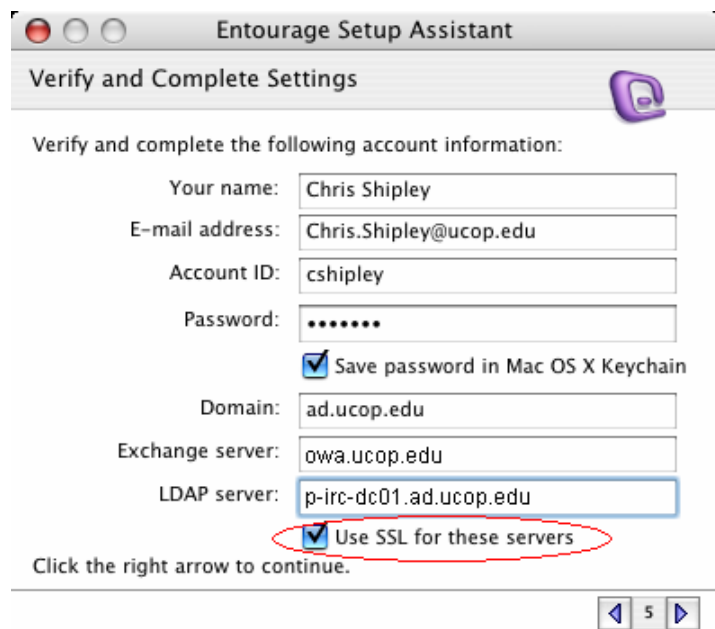 Entourage Setup Assistant
Verify and Complete Settings
Verify and complete the following account information:
Your name: Chris Shipley
E-mail address: Chris.Shipley@ucop.edu
Account ID: cshipley
Password: •••••••
Save password in Mac OS X Keychain
Domain: ad.ucop.edu
Exchange server: owa.ucop.edu
LDAP server: p-irc-dc01.ad.ucop.edu
Use SSL for these servers
Click the right arrow to continue.
5